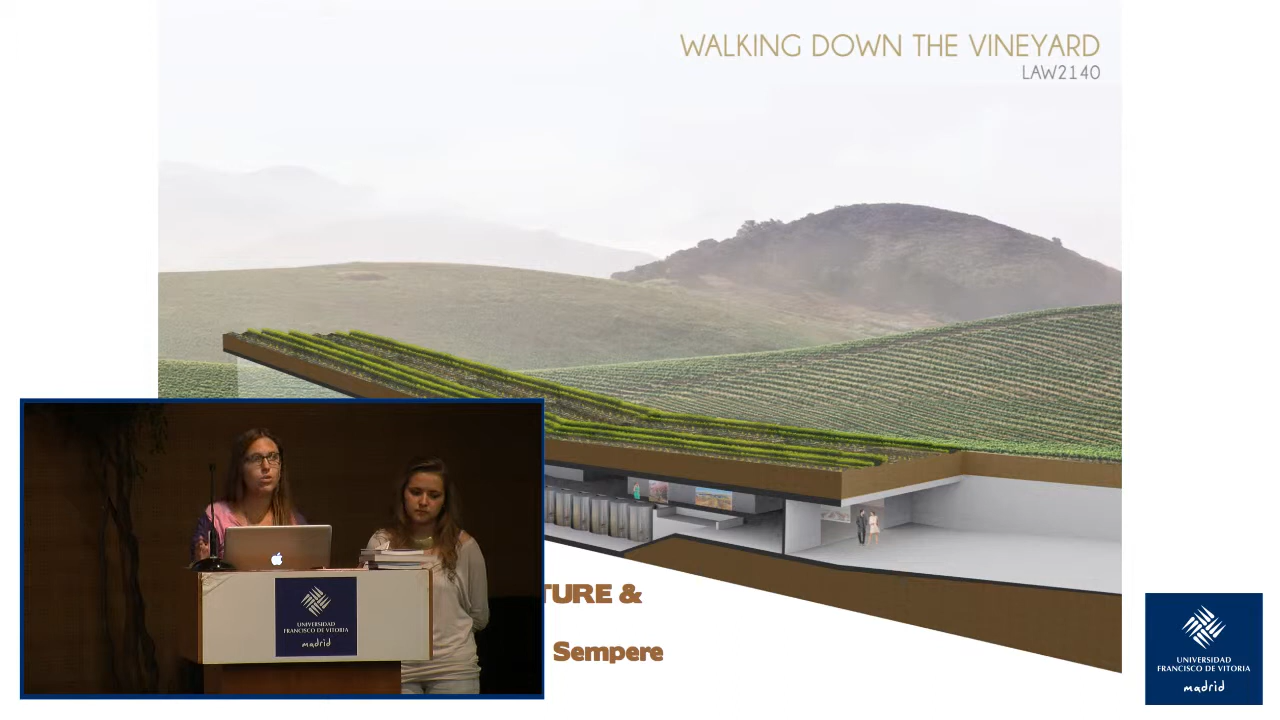 WALKING DOWN THE VINEYARD
LAW2140
TURE &
Sempere
UNIVERSIDAD
FRANCISCO DE VITORIA
madrid
UNIVERSIDAD
FRANCISCO DE VITORIA
madrid